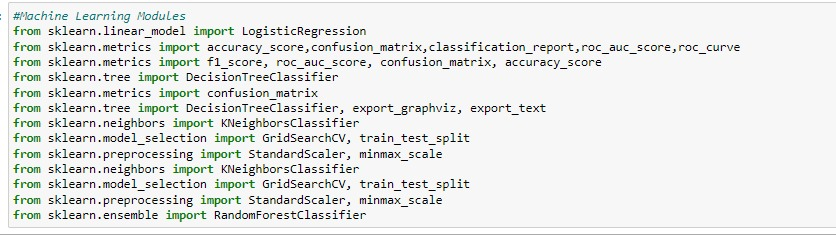 #Machine Learning Modules
from sklearn.linear_model import LogisticRegression
from sklearn.metrics import accuracy_score,confusion_matrix,classification_report,roc_auc_score,roc_curve
from sklearn.metrics import f1_score, roc_auc_score, confusion_matrix, accuracy_score
from sklearn.tree import DecisionTreeClassifier
from sklearn.metrics import confusion_matrix
from sklearn.tree import DecisionTreeClassifier, export_graphviz, export_text
from sklearn.neighbors import KNeighborsClassifier
from sklearn.model_selection import GridSearchCV, train_test_split
from sklearn.preprocessing import StandardScaler, minmax_scale
from sklearn.neighbors import KNeighborsClassifier
from sklearn.model_selection import GridSearchCV, train_test_split
from sklearn.preprocessing import StandardScaler, minmax_scale
from sklearn.ensemble import RandomForestClassifier